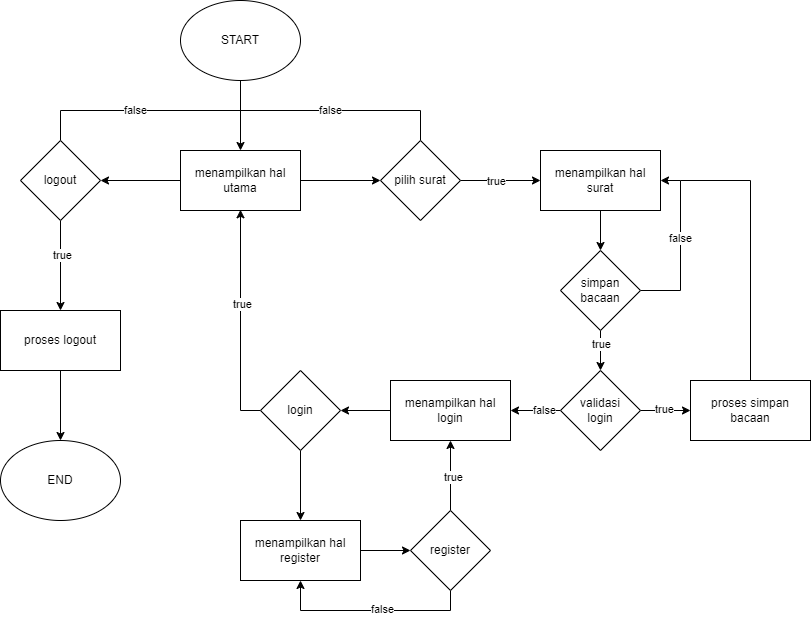 START
false
false
logout
menampilkan hal
utama
pilih surat
true
menampilkan hal
surat
false
true
simpan
bacaan
true
true
proses logout
login
menampilkan hal
login
false
validasi
login
true
proses simpan
bacaan
END
true
menampilkan hal
register
register
false